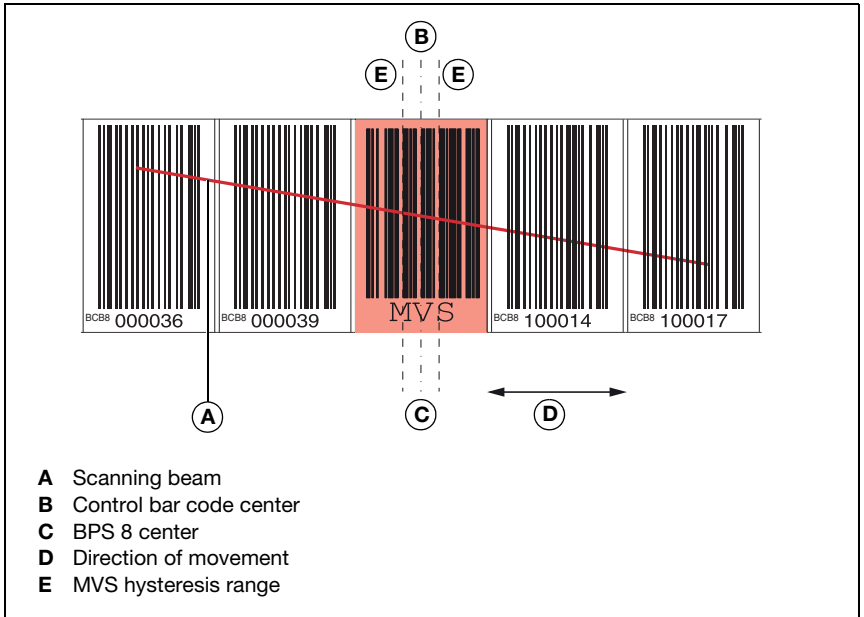 B
E E
BCB8 000036 BCB8 000039 MVS BCB8 100014 BCB8 100017
A C D
A Scanning beam
B Control bar code center
C BPS 8 center
D Direction of movement
E MVS hysteresis range